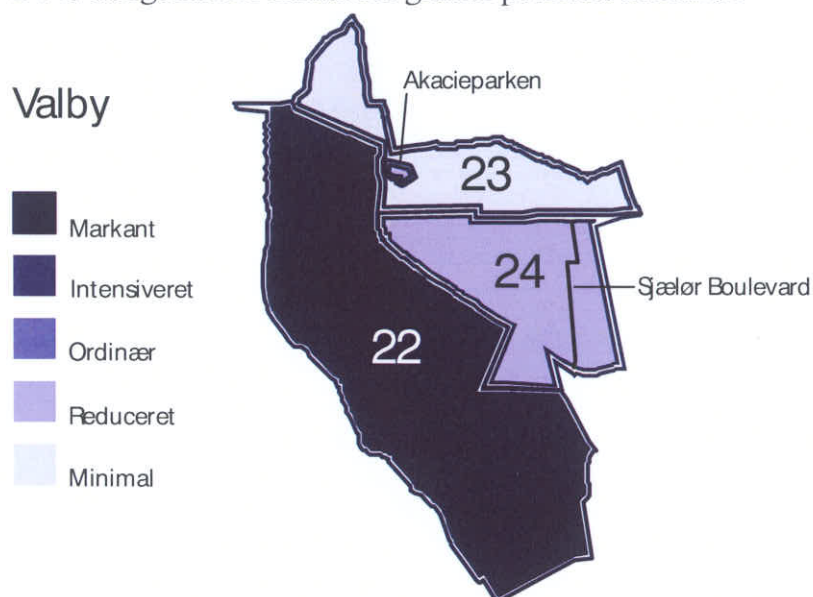 Valby
Akacieparken
23
Markant
Intensiveret
24
Sjælør Boulevard
Ordinær
22
Reduceret
Minimal